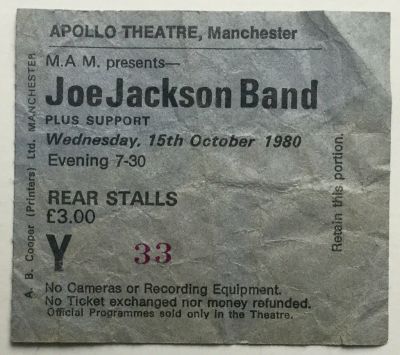 APOLLO THEATRE, Manchester
M.A.M. presents—
Joe Jackson Band
PLUS SUPPORT
Wednesday, 15th October 1980
Evening 7-30
REAR STALLS
£3.00
Y 33
No Cameras or Recording Equipment.
No Ticket exchanged nor money refunded.
Official Programmes sold only in the Theatre.
A. B. Cooper (Printers) Ltd. MANCHESTER
Retain this portion.